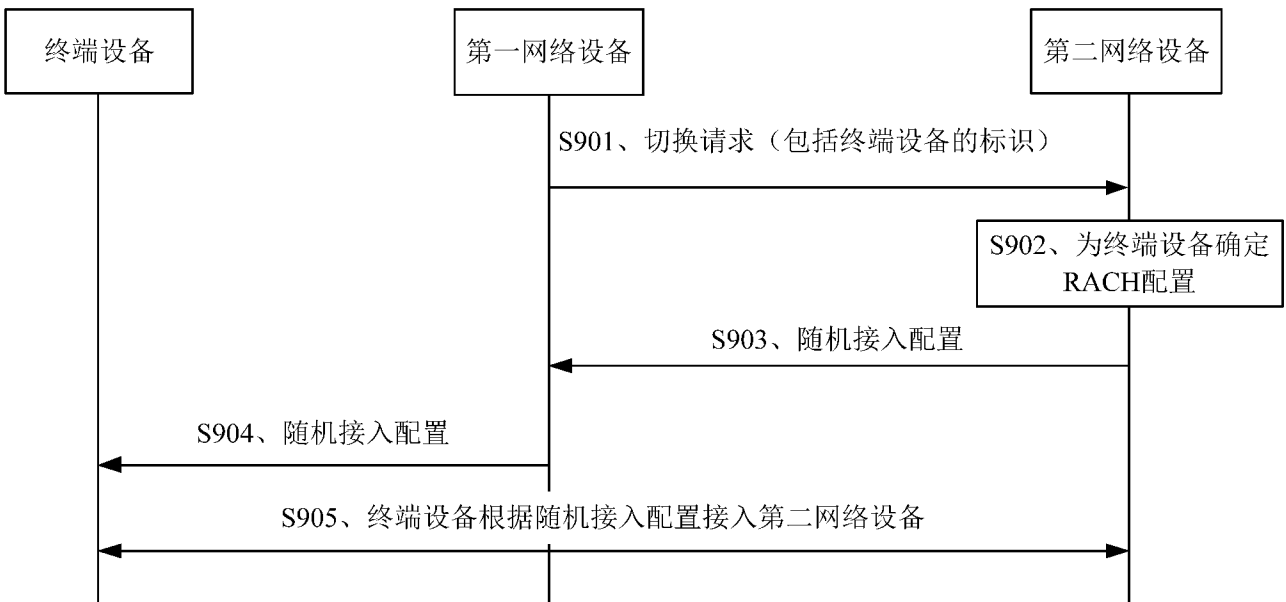 终端设备
第一网络设备
第二网络设备
S901、切换请求（包括终端设备的标识）
S902、为终端设备确定
RACH配置
S903、随机接入配置
S904、随机接入配置
S905、终端设备根据随机接入配置接入第二网络设备